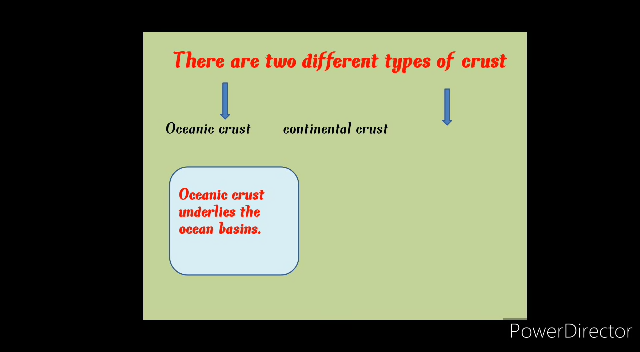 There are two different types of crust
Oceanic crust continental crust
Oceanic crust
underlies the
ocean basins.
PowerDirector